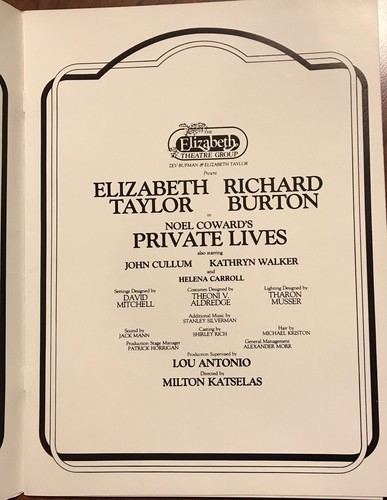 THE
Elizabeth
THEATRE GROUP
ZEV BUFMAN & ELIZABETH TAYLOR
Present
ELIZABETH RICHARD
TAYLOR BURTON
in
NOEL COWARD'S
PRIVATE LIVES
also starring
JOHN CULLUM KATHRYN WALKER
and
HELENA CARROLL
Settings Designed by Costumes Designed by Lighting Designed by
DAVID THEONI V. THARON
MITCHELL ALDREDGE MUSSER
Additional Music by
STANLEY SILVERMAN
Sound by Casting by Hair by
JACK MANN SHIRLEY RICH MICHAEL KRISTON
Production Stage Manager General Management
PATRICK HORRIGAN ALEXANDER MORR
Production Supervised by
LOU ANTONIO
Directed by
MILTON KATSELAS